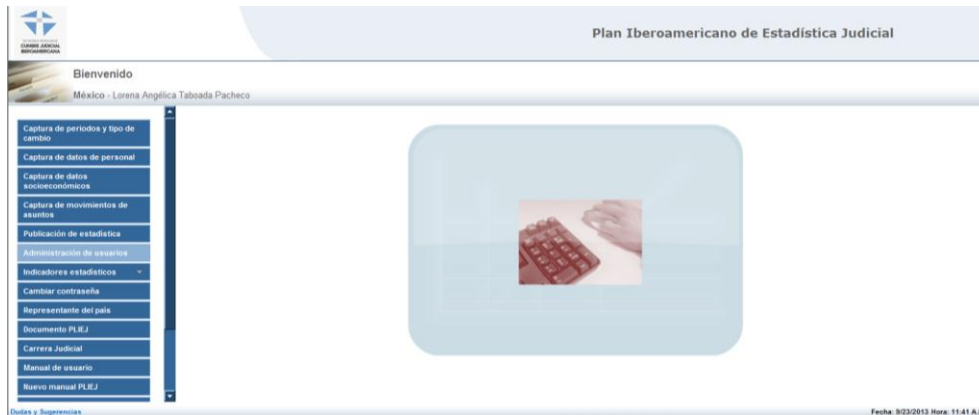 CUMBRE JUDICIAL
IBEROAMERICANA
Plan Iberoamericano de Estadística Judicial
Bienvenido
México - Lorena Angélica Taboada Pacheco
Captura de periodos y tipo de
cambio
Captura de datos de personal
Captura de datos
socioeconómicos
Captura de movimientos de
asuntos
Publicación de estadística
Administración de usuarios
Indicadores estadísticos
Cambiar contraseña
Representante del país
Documento PLIEJ
Carrera Judicial
Manual de usuario
Nuevo manual PLIEJ
Dudas y Sugerencias
Fecha: 9/23/2013 Hora: 11:41 A